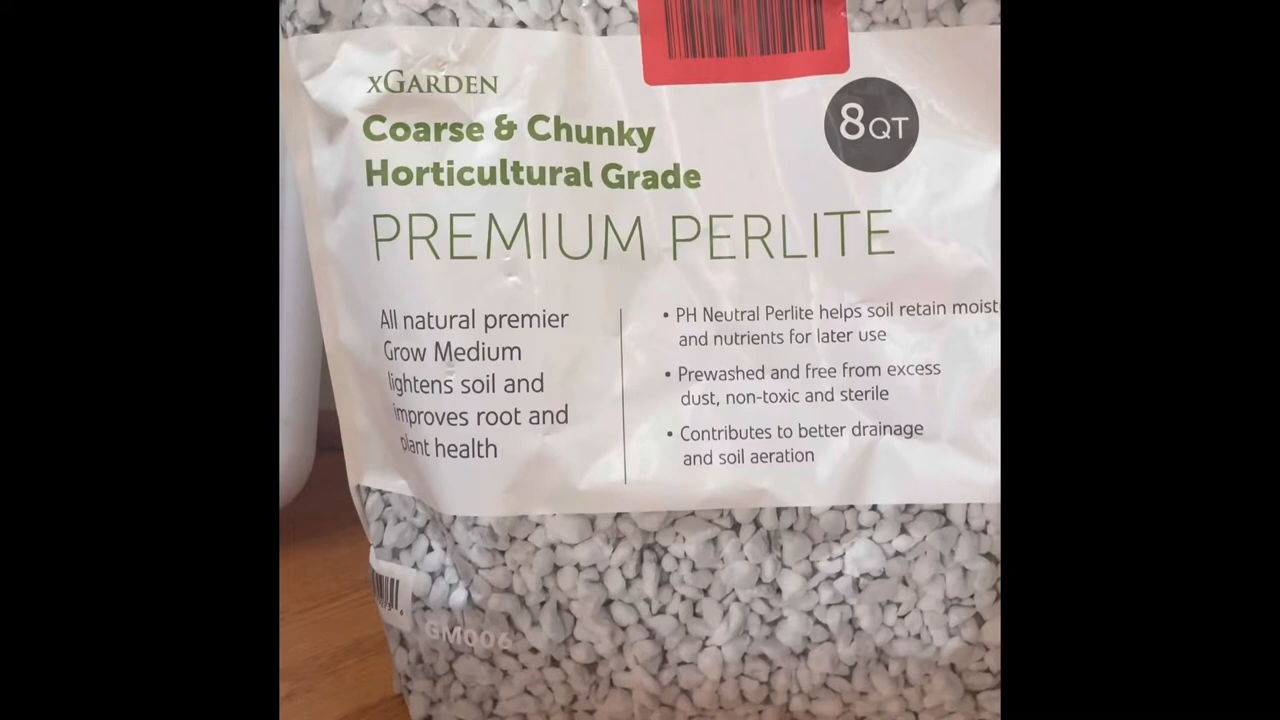 xGARDEN
Coarse & Chunky
Horticultural Grade
8QT
PREMIUM PERLITE
All natural premier
Grow Medium
lightens soil and
improves root and
plant health
• PH Neutral Perlite helps soil retain moist
and nutrients for later use
• Prewashed and free from excess
dust, non-toxic and sterile
• Contributes to better drainage
and soil aeration
GM006